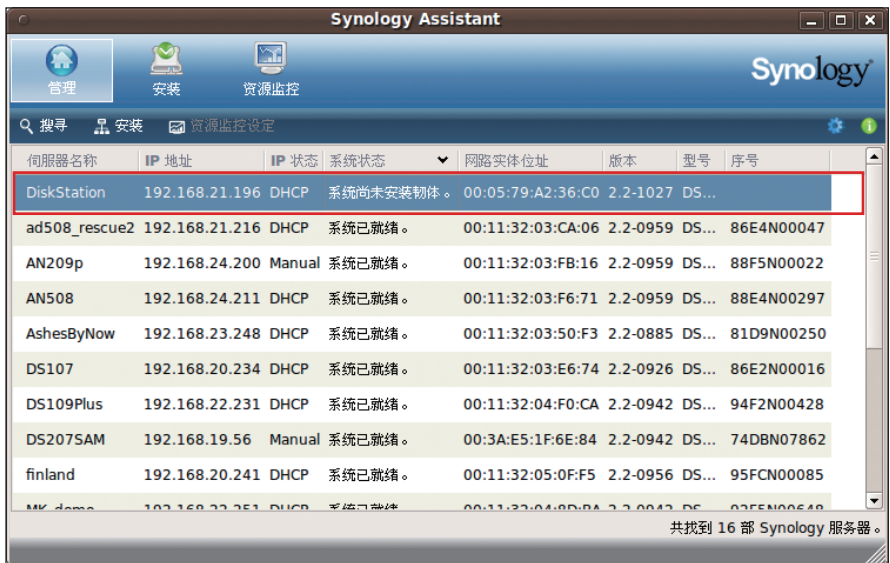 Synology Assistant
管理 安装 资源监控 Synology
搜寻 安装 资源监控设定
伺服器名称 IP 地址 IP 状态 系统状态 网路实体位址 版本 型号 序号
DiskStation 192.168.21.196 DHCP 系统尚未安装韧体。 00:05:79:A2:36:C0 2.2-1027 DS...
ad508_rescue2 192.168.21.216 DHCP 系统已就绪。 00:11:32:03:CA:06 2.2-0959 DS... 86E4N00047
AN209p 192.168.24.200 Manual 系统已就绪。 00:11:32:03:FB:16 2.2-0959 DS... 88F5N00022
AN508 192.168.24.211 DHCP 系统已就绪。 00:11:32:03:F6:71 2.2-0959 DS... 88E4N00297
AshesByNow 192.168.23.248 DHCP 系统已就绪。 00:11:32:03:50:F3 2.2-0885 DS... 81D9N00250
DS107 192.168.20.234 DHCP 系统已就绪。 00:11:32:03:E6:74 2.2-0926 DS... 86E2N00016
DS109Plus 192.168.22.231 DHCP 系统已就绪。 00:11:32:04:F0:CA 2.2-0942 DS... 94F2N00428
DS207SAM 192.168.19.56 Manual 系统已就绪。 00:3A:E5:1F:6E:84 2.2-0942 DS... 74DBN07862
finland 192.168.20.241 DHCP 系统已就绪。 00:11:32:05:0F:F5 2.2-0956 DS... 95FCN00085
共找到 16 部 Synology 服务器。